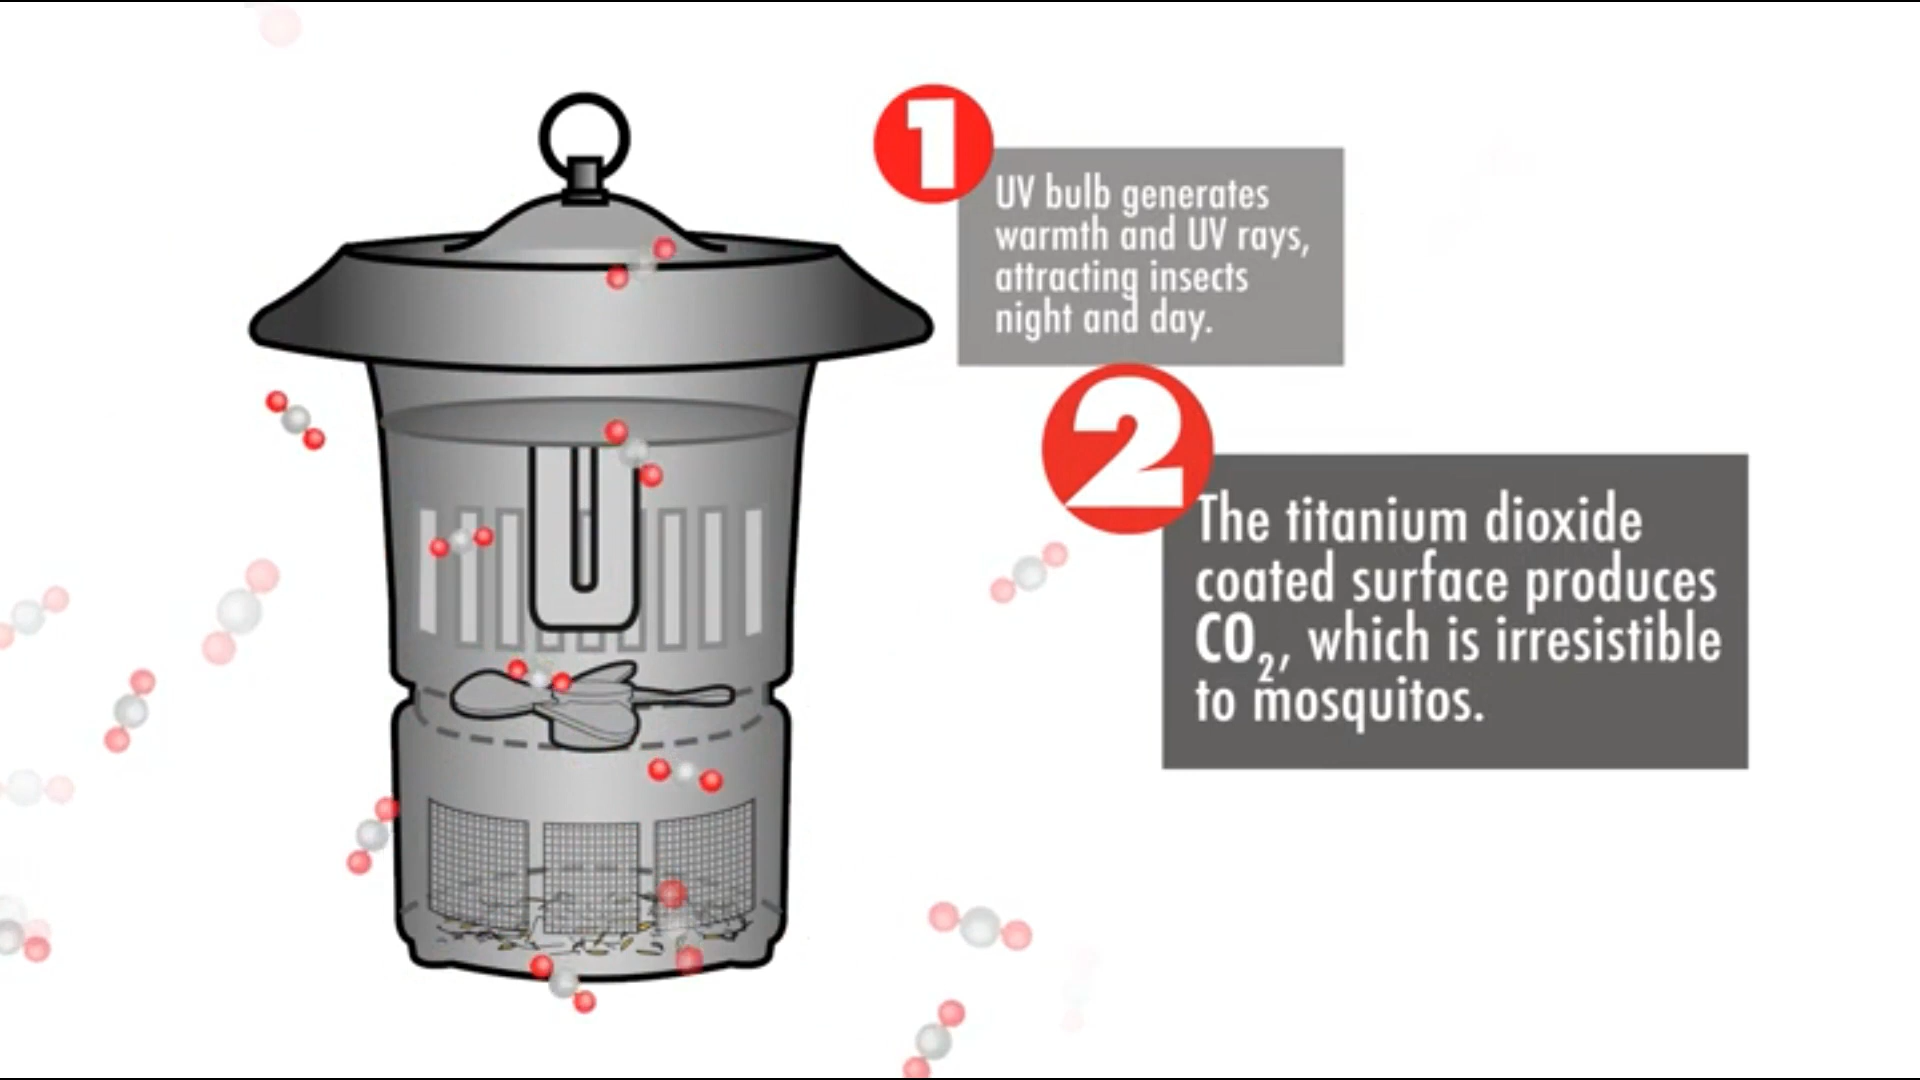 1
UV bulb generates
warmth and UV rays,
attracting insects
night and day.
2
The titanium dioxide
coated surface produces
CO₂, which is irresistible
to mosquitos.